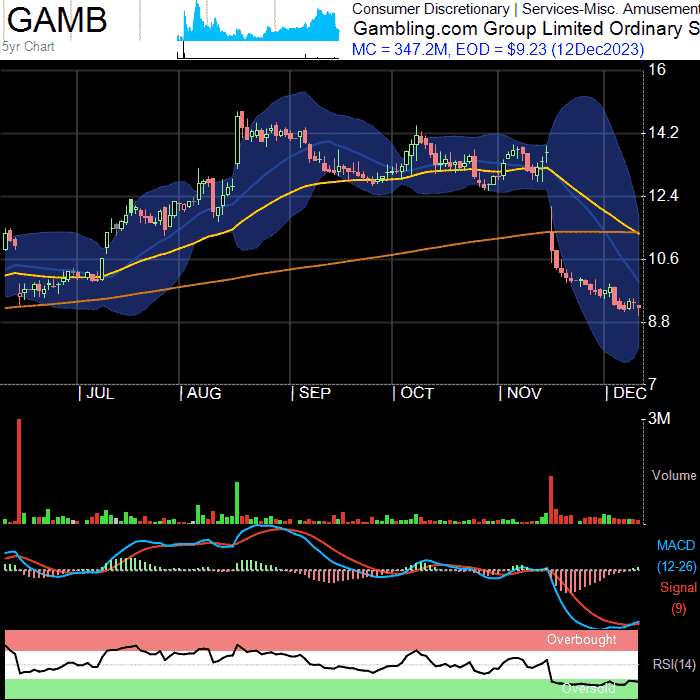 GAMB
5yr Chart
Consumer Discretionary | Services-Misc. Amusement
Gambling.com Group Limited Ordinary S
MC = 347.2M, EOD = $9.23 (12Dec2023)
16
14.2
12.4
10.6
8.8
7
JUL
AUG
SEP
OCT
NOV
DEC
3M
Volume
MACD
(12-26)
Signal
(9)
Overbought
RSI(14)
Oversold